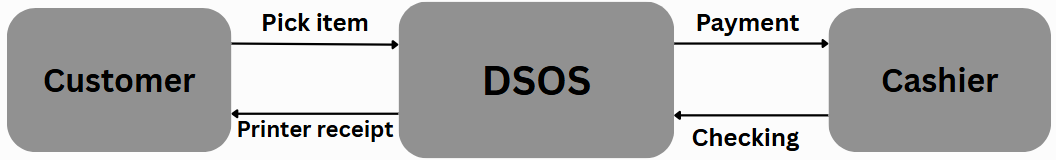 Pick item
Payment
Customer
DSOS
Cashier
Printer receipt
Checking